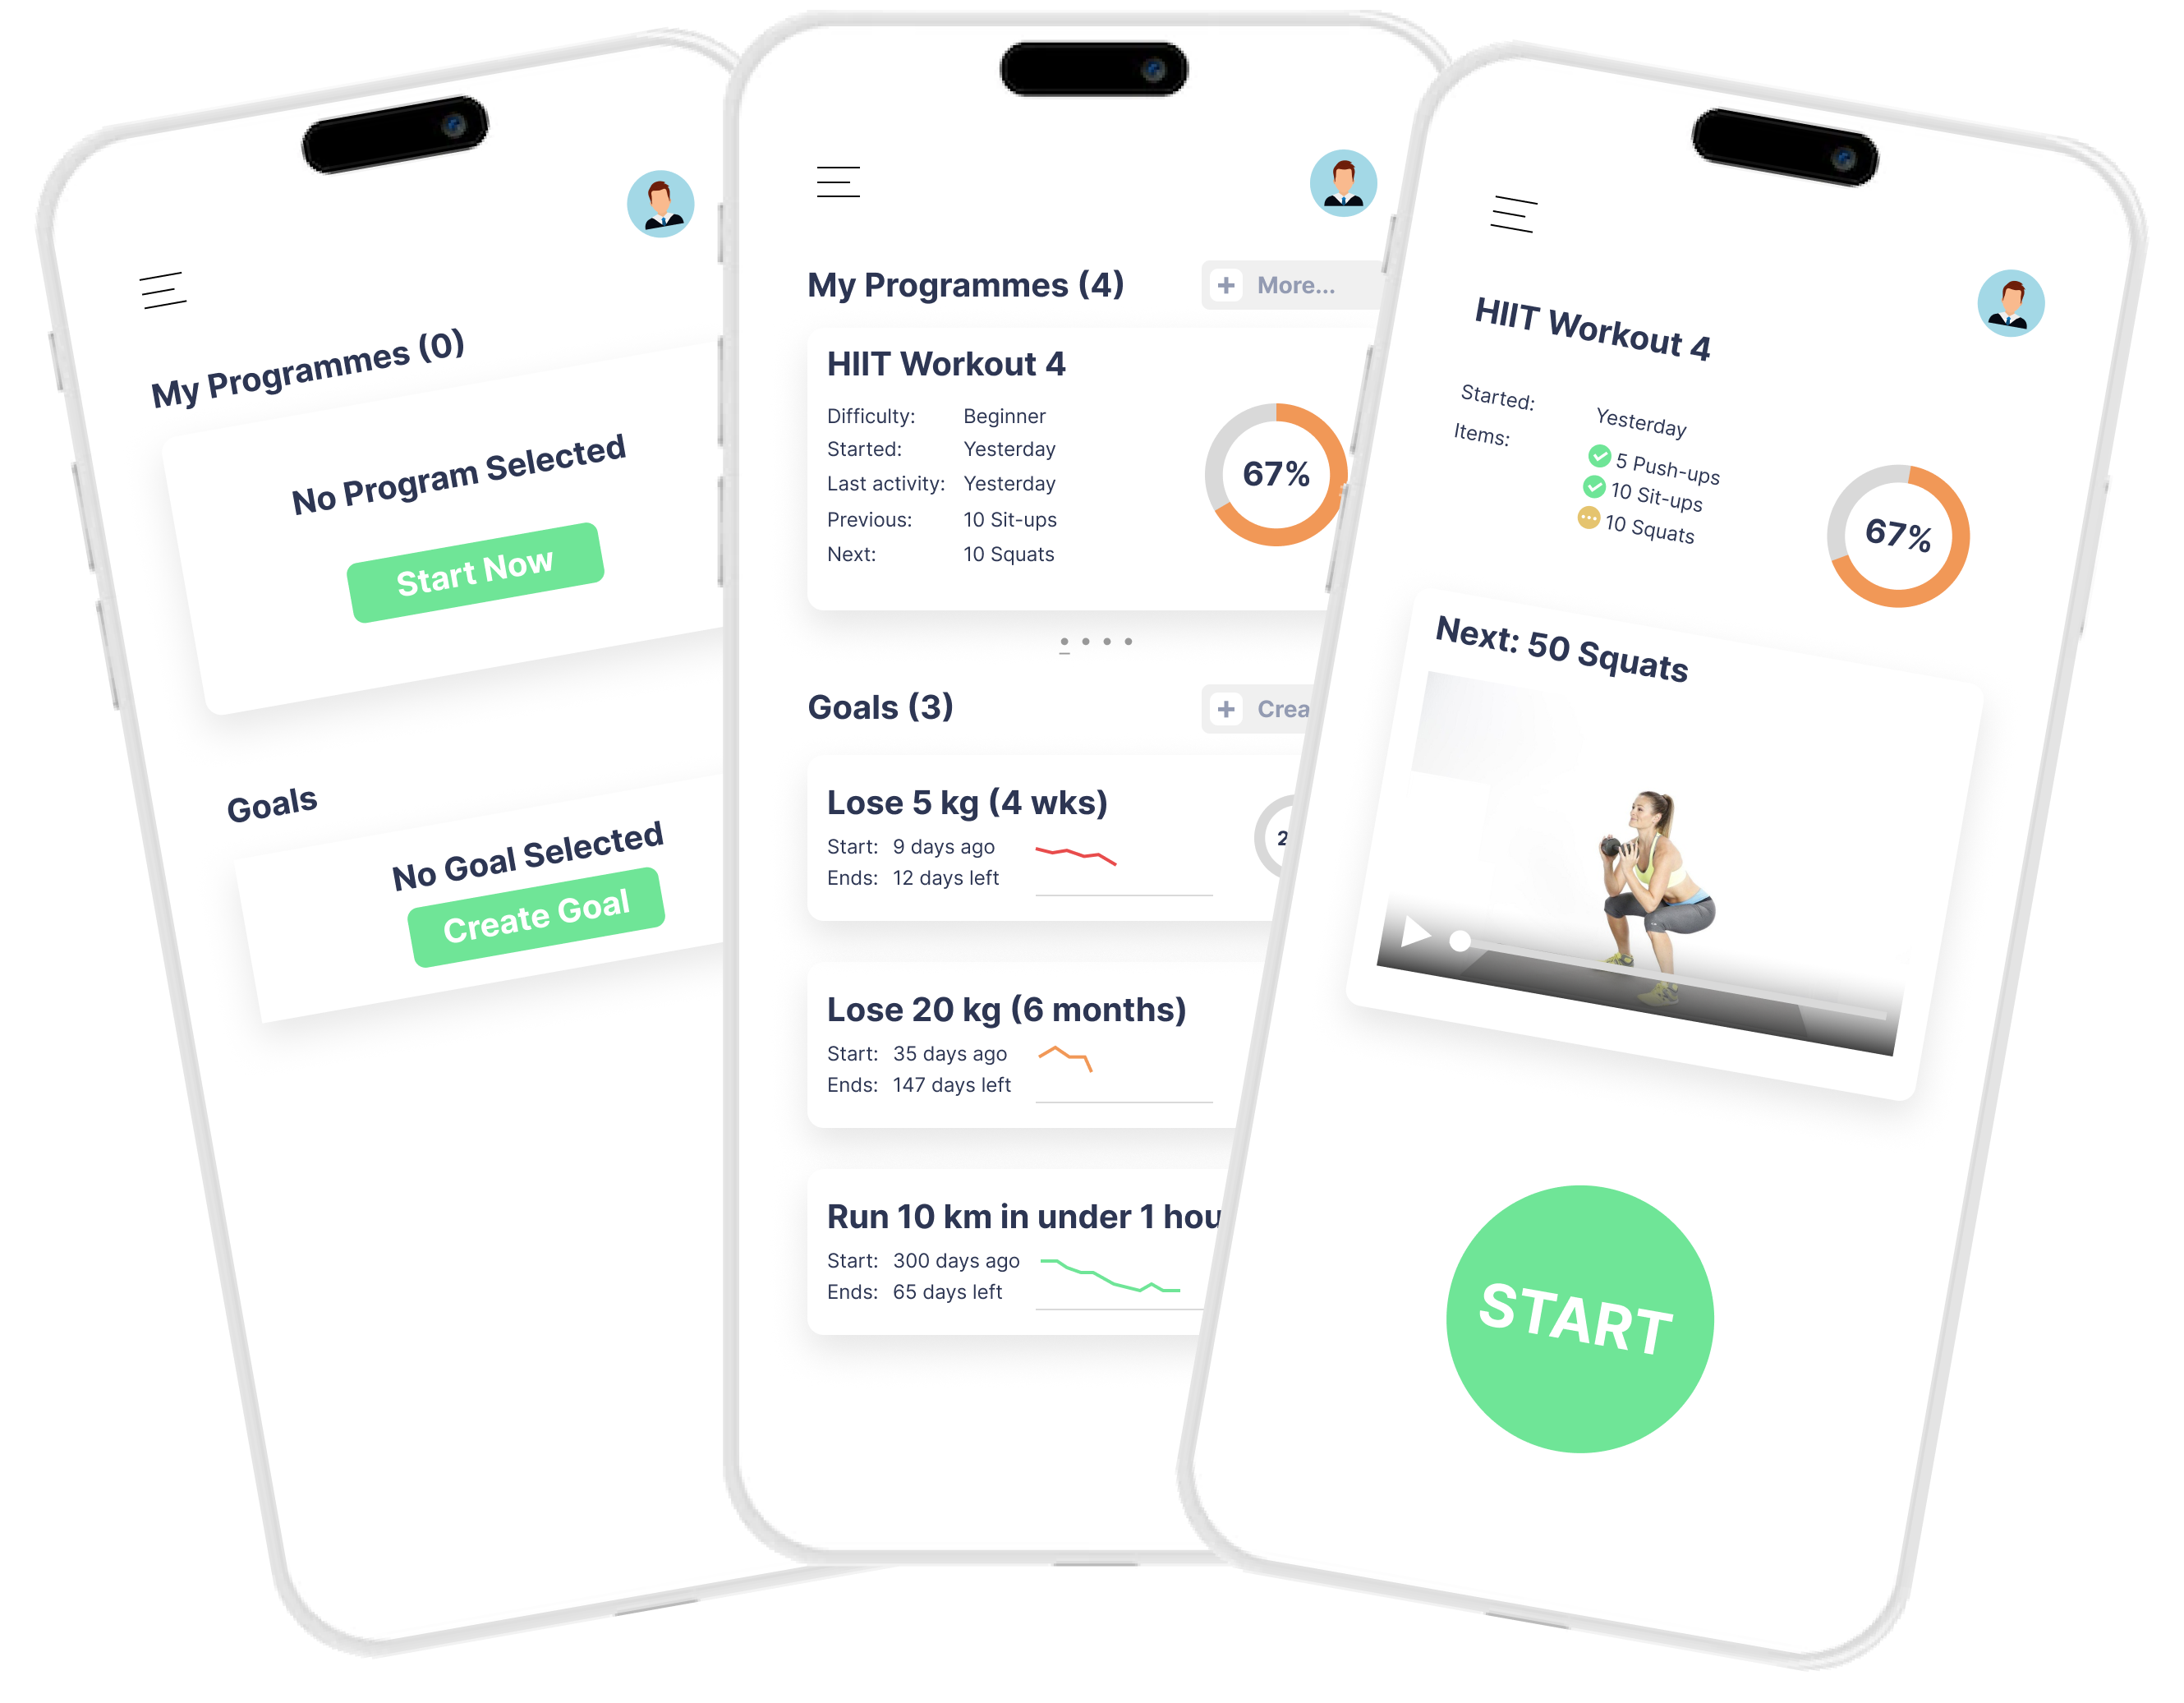 My Programmes (0)
No Program Selected
Start Now
Goals
No Goal Selected
Create Goal
My Programmes (4)
More...
HIIT Workout 4
Difficulty: Beginner
Started: Yesterday
Last activity: Yesterday
Previous: 10 Sit-ups
Next: 10 Squats
67%
Goals (3)
Crea
Lose 5 kg (4 wks)
Start: 9 days ago
Ends: 12 days left
2
Lose 20 kg (6 months)
Start: 35 days ago
Ends: 147 days left
Run 10 km in under 1 hou
Start: 300 days ago
Ends: 65 days left
HIIT Workout 4
Started: Yesterday
Items:
5 Push-ups
10 Sit-ups
10 Squats
67%
Next: 50 Squats
START